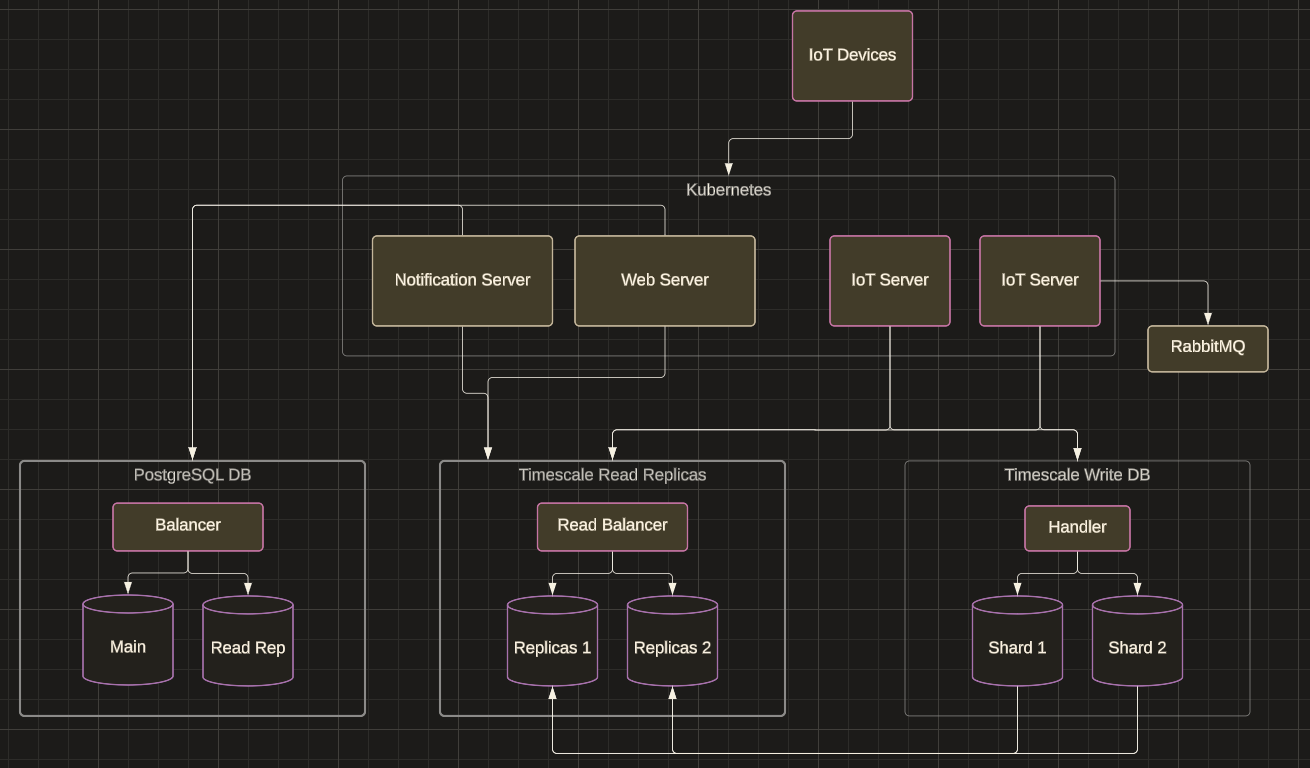 IoT Devices
Kubernetes
Notification Server
Web Server
IoT Server
IoT Server
RabbitMQ
PostgreSQL DB
Timescale Read Replicas
Timescale Write DB
Balancer
Read Balancer
Handler
Main
Read Rep
Replicas 1
Replicas 2
Shard 1
Shard 2